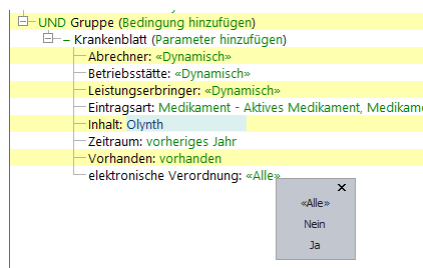 UND Gruppe (Bedingung hinzufügen)
– Krankenblatt (Parameter hinzufügen)
Abrechner: «Dynamisch»
Betriebsstätte: «Dynamisch»
Leistungserbringer: «Dynamisch»
Eintragsart: Medikament - Aktives Medikament, Medikame
Inhalt: Olynth
Zeitraum: vorheriges Jahr
Vorhanden: vorhanden
elektronische Verordnung: «Alle»
×
«Alle»
Nein
Ja